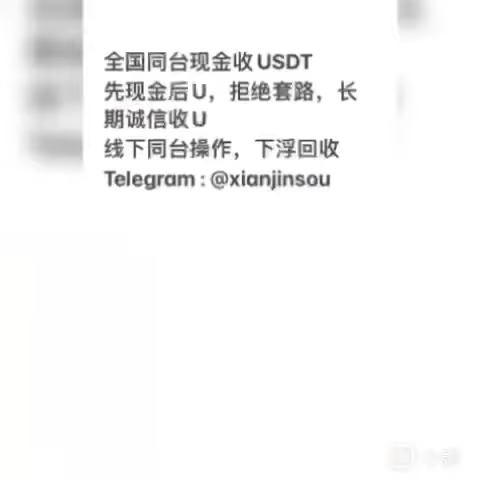 全国同台现金收USDT
先现金后U，拒绝套路，长
期诚信收U
线下同台操作，下浮回收
Telegram : @xianjinsou